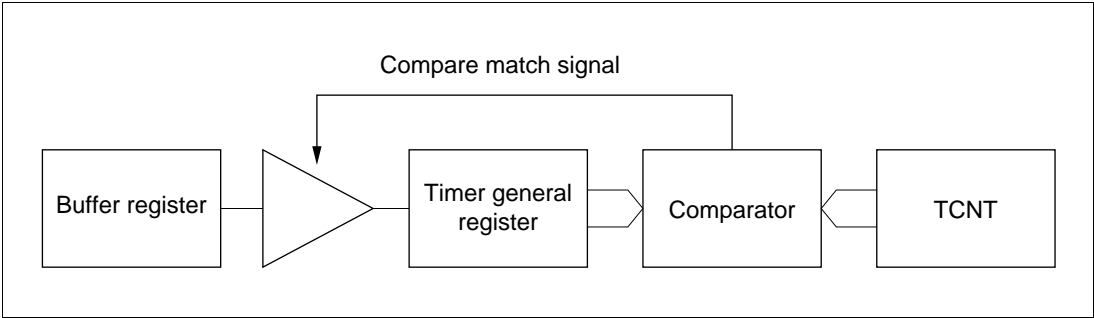 Compare match signal
Buffer register
Timer general
register
Comparator
TCNT